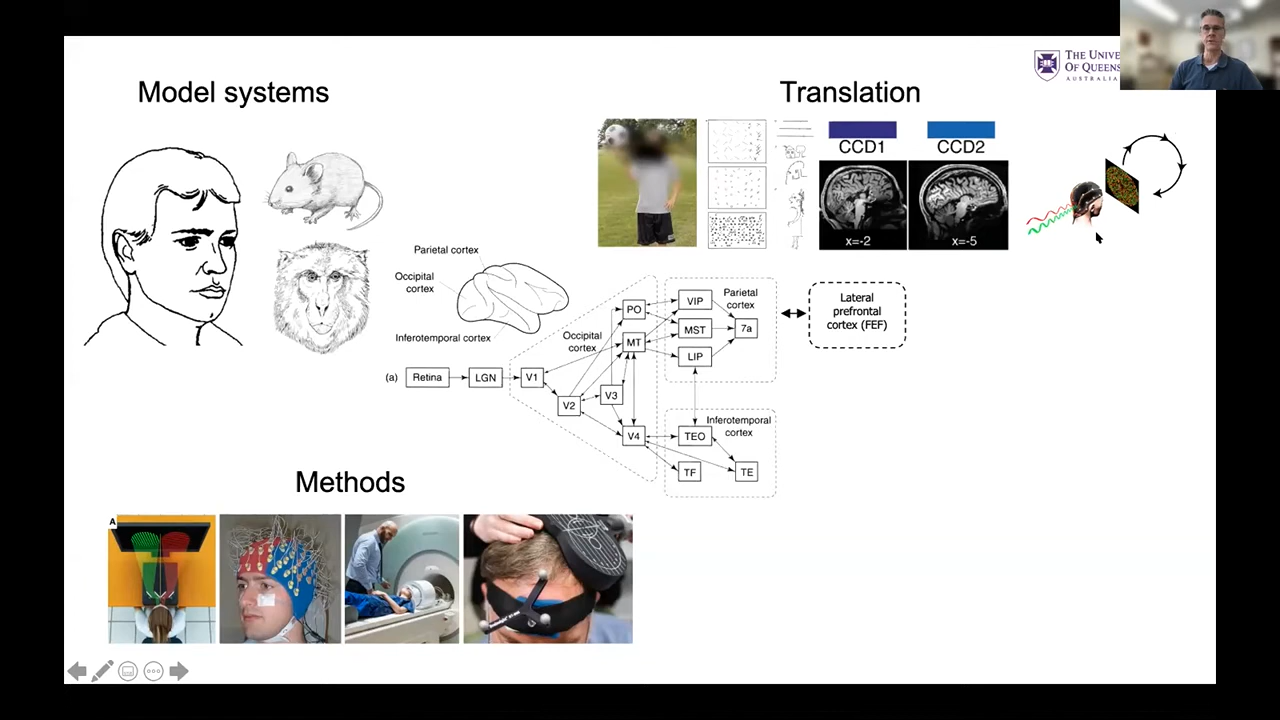 Model systems
Translation
THE UNIVE
OF QUEENS
AUSTRALIA
CCD1
CCD2
x=-2
x=-5
Parietal cortex
Occipital
cortex
Inferotemporal cortex
Occipital
cortex
Parietal
cortex
Lateral
prefrontal
cortex (FEF)
(a)
Retina
LGN
V1
V2
V3
V4
PO
MT
VIP
MST
LIP
7a
Inferotemporal
cortex
TEO
TF
TE
Methods
A